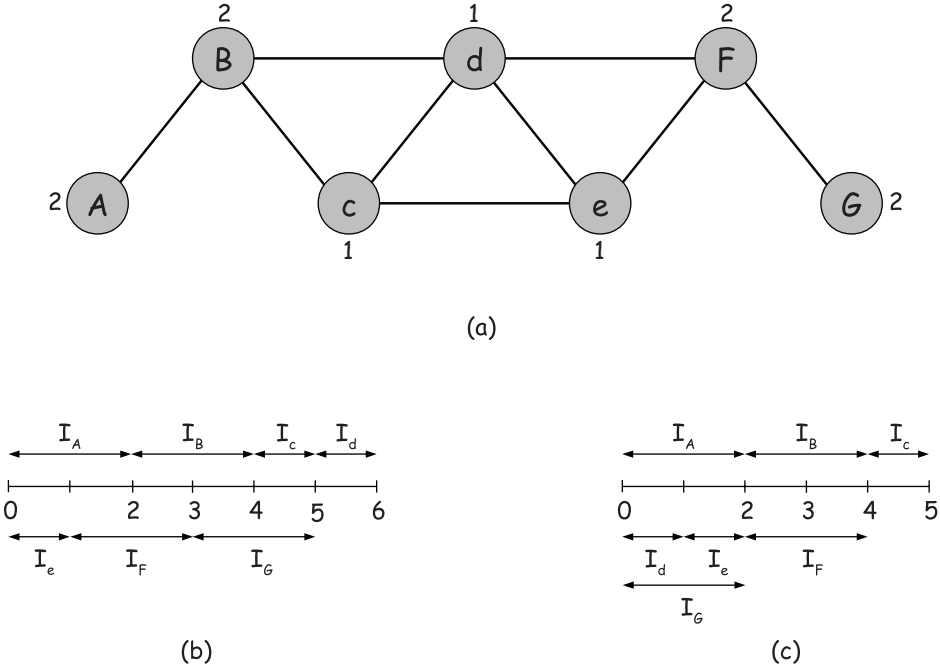 2 1 2
B d F
2 A c e G 2
1 1
(a)
I_A I_B I_c I_d
0 2 3 4 5 6
I_e I_F I_G
(b)
I_A I_B I_c
0 2 3 4 5
I_d I_e I_F
I_G
(c)